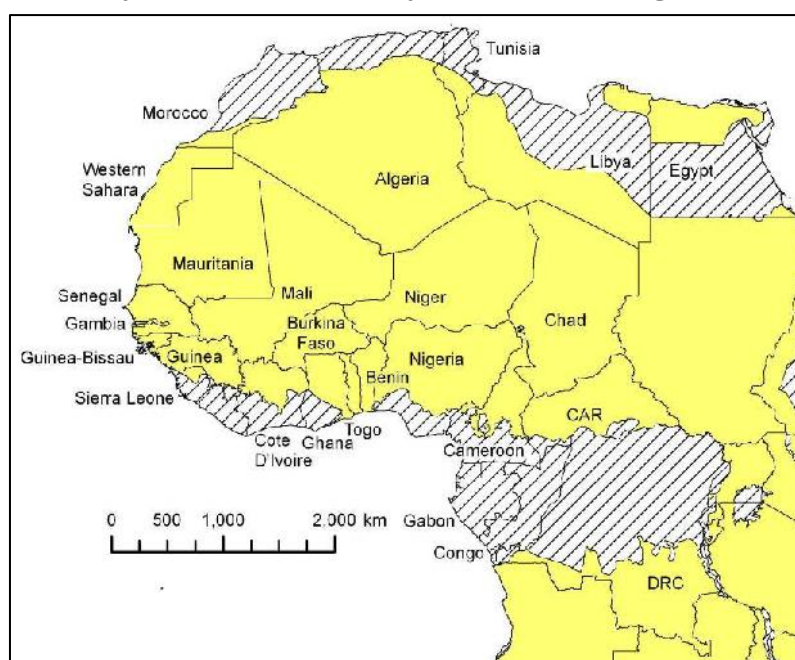 Tunisia
Morocco
Libya
Egypt
Western
Sahara
Algeria
Mauritania
Mali
Niger
Senegal
Gambia
Burkina
Faso
Chad
Guinea-Bissau
Guinea
Nigeria
Benin
Sierra Leone
CAR
Togo
Cote
D'Ivoire
Ghana
Cameroon
0 500 1,000 2,000 km
Gabon
Congo
DRC